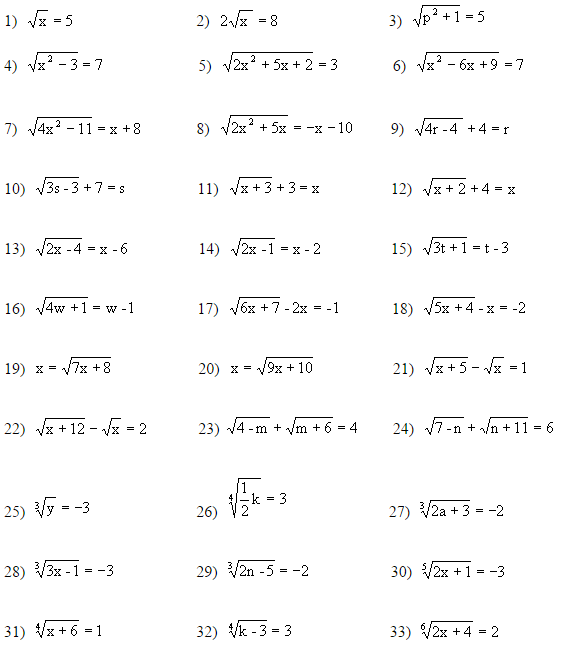 1) √x = 5 2) 2√x = 8 3) √(p² + 1) = 5
4) √(x² − 3) = 7 5) √(2x² + 5x + 2) = 3 6) √(x² − 6x + 9) = 7
7) √(4x² − 11) = x + 8 8) √(2x² + 5x) = −x − 10 9) √(4r - 4) + 4 = r
10) √(3s - 3) + 7 = s 11) √(x + 3) + 3 = x 12) √(x + 2) + 4 = x
13) √(2x - 4) = x - 6 14) √(2x - 1) = x - 2 15) √(3t + 1) = t - 3
16) √(4w + 1) = w - 1 17) √(6x + 7) - 2x = -1 18) √(5x + 4) - x = -2
19) x = √(7x + 8) 20) x = √(9x + 10) 21) √(x + 5) − √x = 1
22) √(x + 12) − √x = 2 23) √(4 - m) + √(m + 6) = 4 24) √(7 - n) + √(n + 11) = 6
25) ∛y = −3 26) ∜(1/2 k) = 3 27) ∛(2a + 3) = −2
28) ∛(3x - 1) = −3 29) ∛(2n - 5) = −2 30) ⁵√(2x + 1) = −3
31) ∜(x + 6) = 1 32) ∜(k - 3) = 3 33) ⁶√(2x + 4) = 2